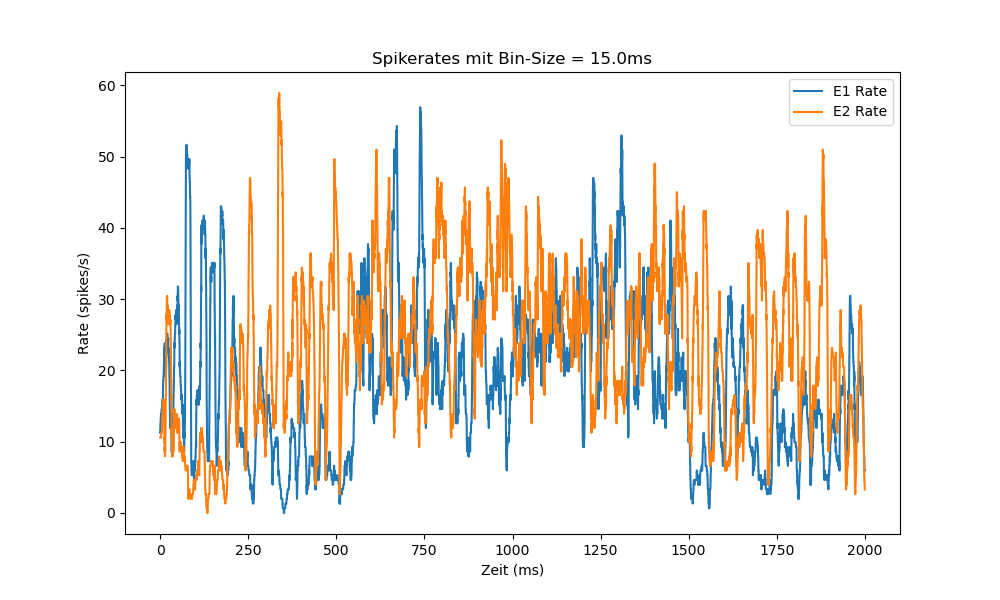 Spikerates mit Bin-Size = 15.0ms
E1 Rate
E2 Rate
Rate (spikes/s)
60
50
40
30
20
10
0
0 250 500 750 1000 1250 1500 1750 2000
Zeit (ms)